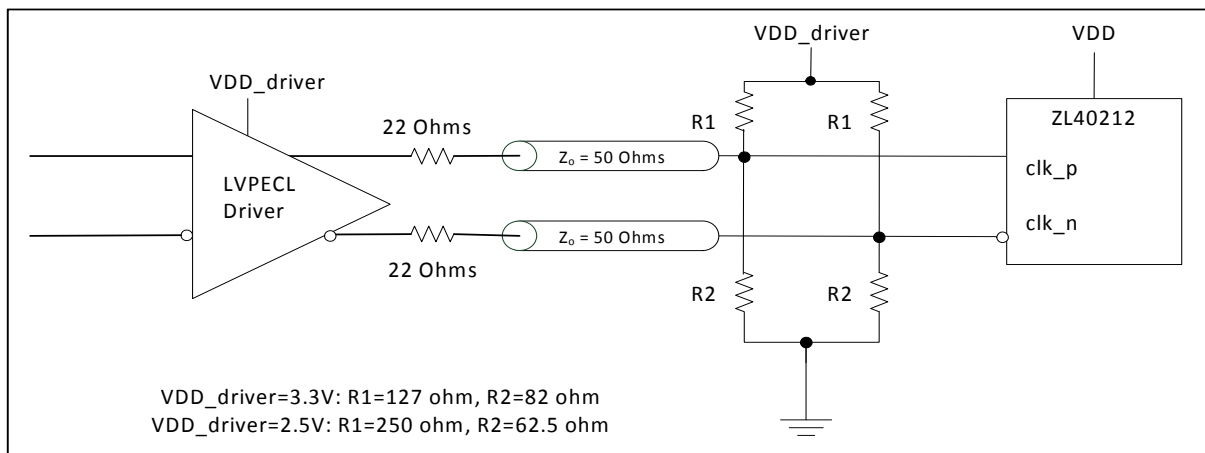 VDD_driver
VDD
VDD_driver
22 Ohms
R1
R1
ZL40212
Zo = 50 Ohms
clk_p
LVPECL
Driver
clk_n
Zo = 50 Ohms
22 Ohms
R2
R2
VDD_driver=3.3V: R1=127 ohm, R2=82 ohm
VDD_driver=2.5V: R1=250 ohm, R2=62.5 ohm